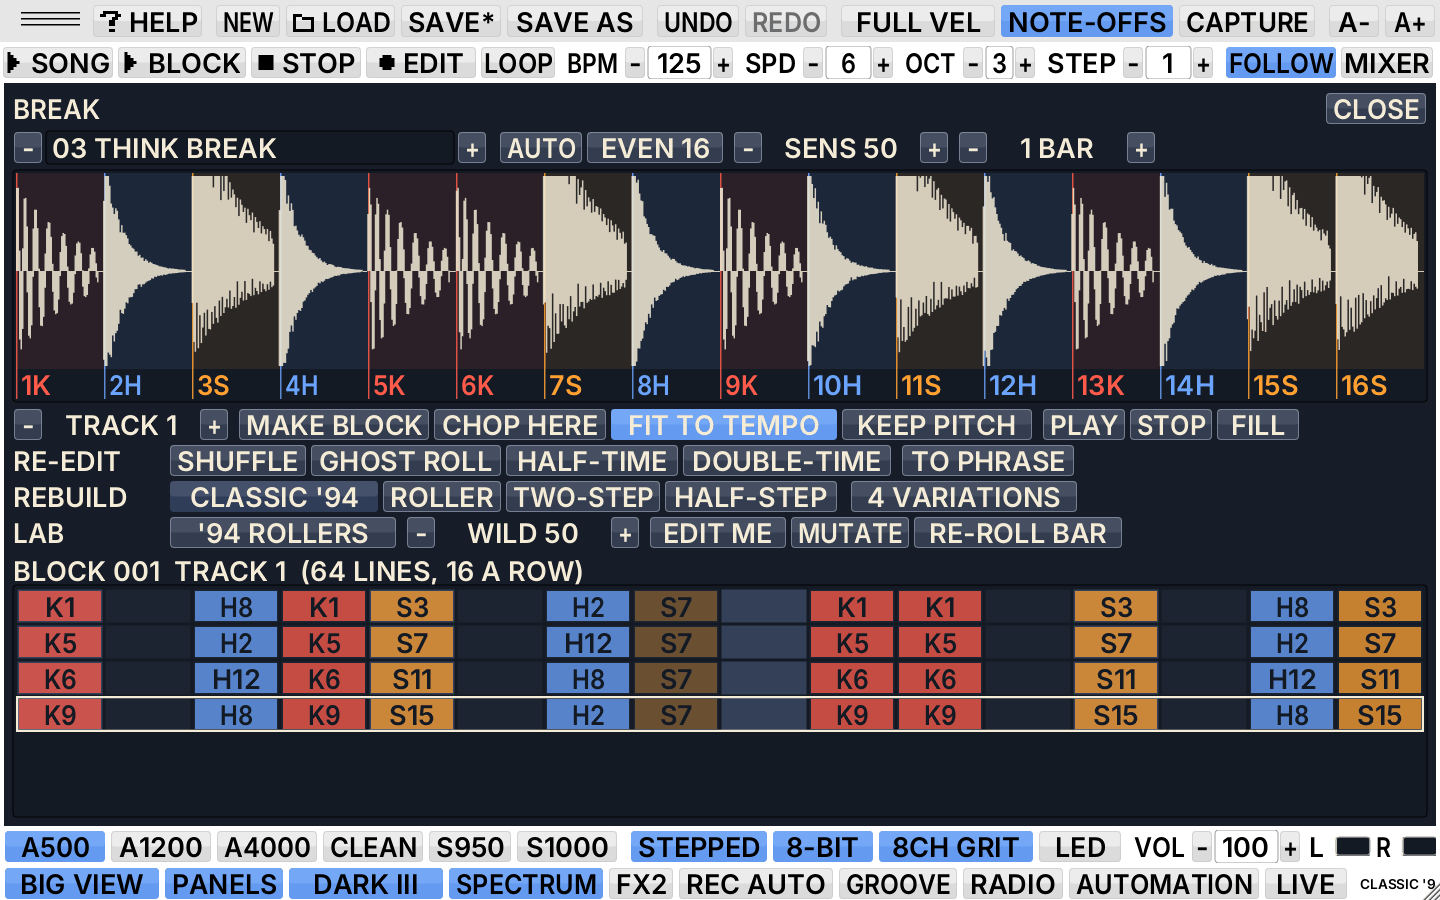 HELP NEW LOAD SAVE* SAVE AS UNDO REDO FULL VEL NOTE-OFFS CAPTURE A- A+
SONG BLOCK STOP EDIT LOOP BPM - 125 + SPD - 6 + OCT - 3 + STEP - 1 + FOLLOW MIXER
BREAK CLOSE
- 03 THINK BREAK + AUTO EVEN 16 - SENS 50 + - 1 BAR +
1K 2H 3S 4H 5K 6K 7S 8H 9K 10H 11S 12H 13K 14H 15S 16S
- TRACK 1 + MAKE BLOCK CHOP HERE FIT TO TEMPO KEEP PITCH PLAY STOP FILL
RE-EDIT SHUFFLE GHOST ROLL HALF-TIME DOUBLE-TIME TO PHRASE
REBUILD CLASSIC '94 ROLLER TWO-STEP HALF-STEP 4 VARIATIONS
LAB '94 ROLLERS - WILD 50 + EDIT ME MUTATE RE-ROLL BAR
BLOCK 001 TRACK 1 (64 LINES, 16 A ROW)
K1 H8 K1 S3 H2 S7 K1 K1 S3 H8 S3
K5 H2 K5 S7 H12 S7 K5 K5 S7 H2 S7
K6 H12 K6 S11 H8 S7 K6 K6 S11 H12 S11
K9 H8 K9 S15 H2 S7 K9 K9 S15 H8 S15
A500 A1200 A4000 CLEAN S950 S1000 STEPPED 8-BIT 8CH GRIT LED VOL - 100 + L R
BIG VIEW PANELS DARK III SPECTRUM FX2 REC AUTO GROOVE RADIO AUTOMATION LIVE CLASSIC '9